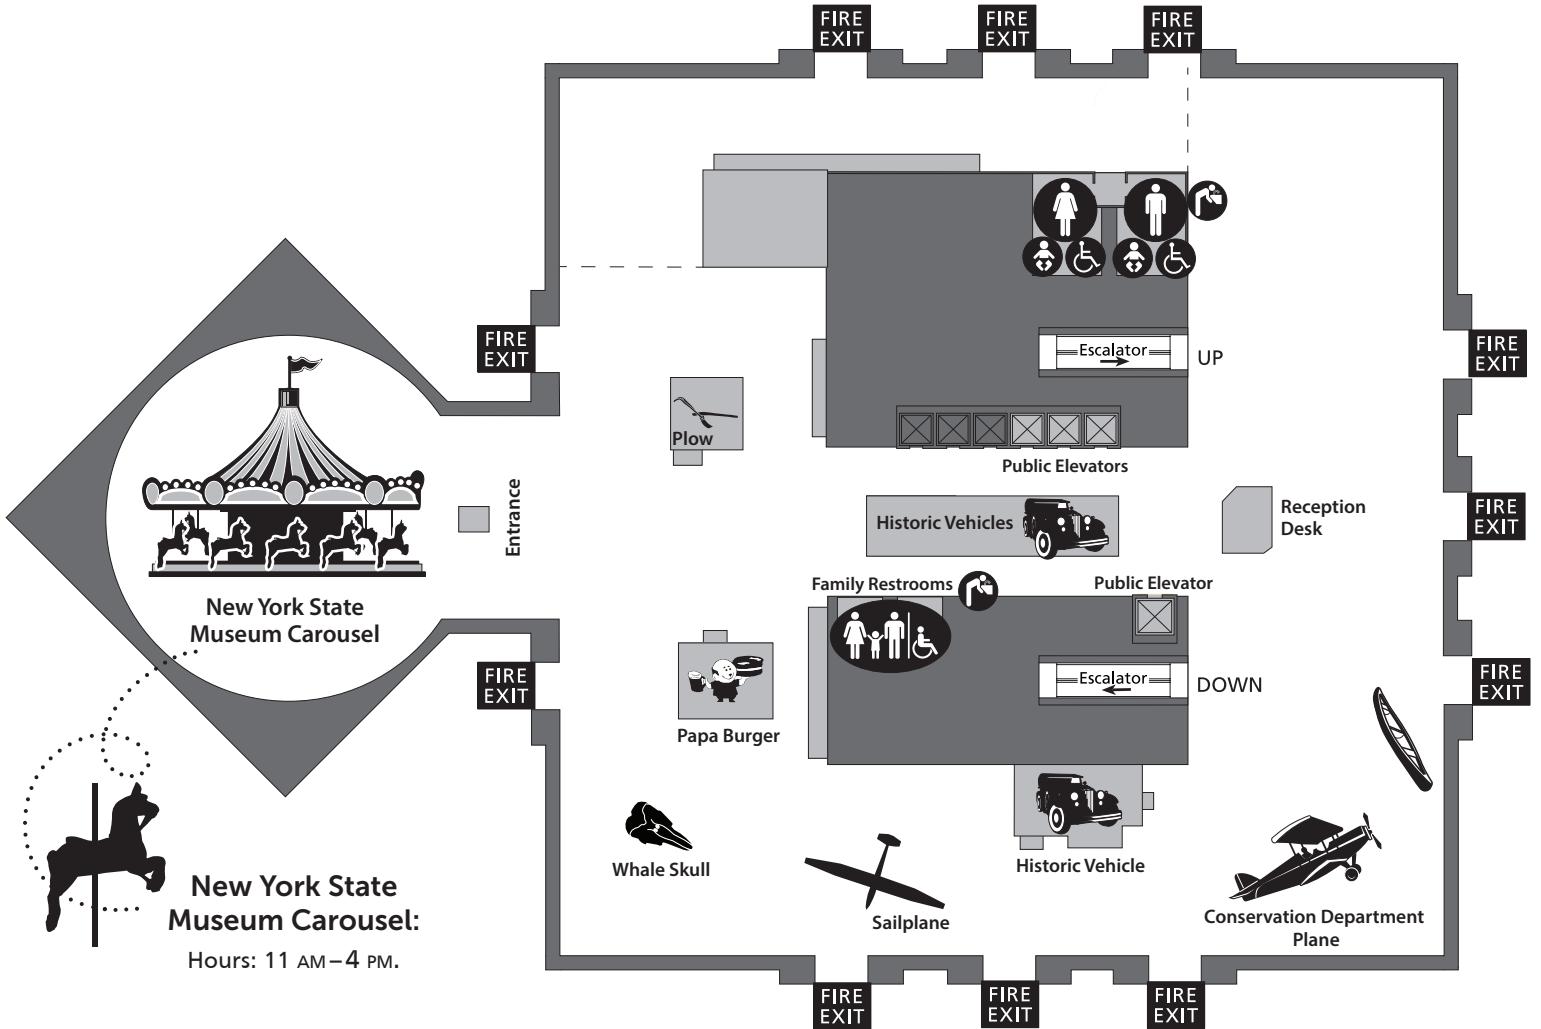 FIRE
EXIT
FIRE
EXIT
FIRE
EXIT
FIRE
EXIT
Escalator
UP
FIRE
EXIT
Plow
Public Elevators
Entrance
Historic Vehicles
Reception
Desk
FIRE
EXIT
Family Restrooms
Public Elevator
New York State
Museum Carousel
FIRE
EXIT
Escalator
DOWN
FIRE
EXIT
Papa Burger
Whale Skull
Sailplane
Historic Vehicle
Conservation Department
Plane
New York State
Museum Carousel:
Hours: 11 AM – 4 PM.
FIRE
EXIT
FIRE
EXIT
FIRE
EXIT